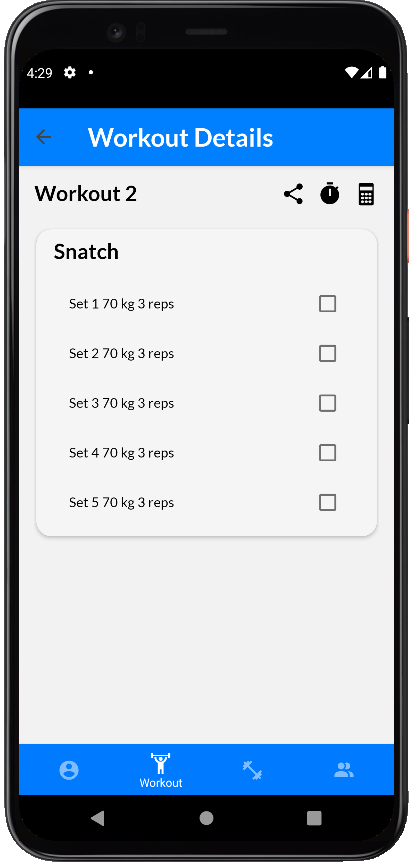 4:29
Workout Details
Workout 2
Snatch
Set 1 70 kg 3 reps
Set 2 70 kg 3 reps
Set 3 70 kg 3 reps
Set 4 70 kg 3 reps
Set 5 70 kg 3 reps
Workout